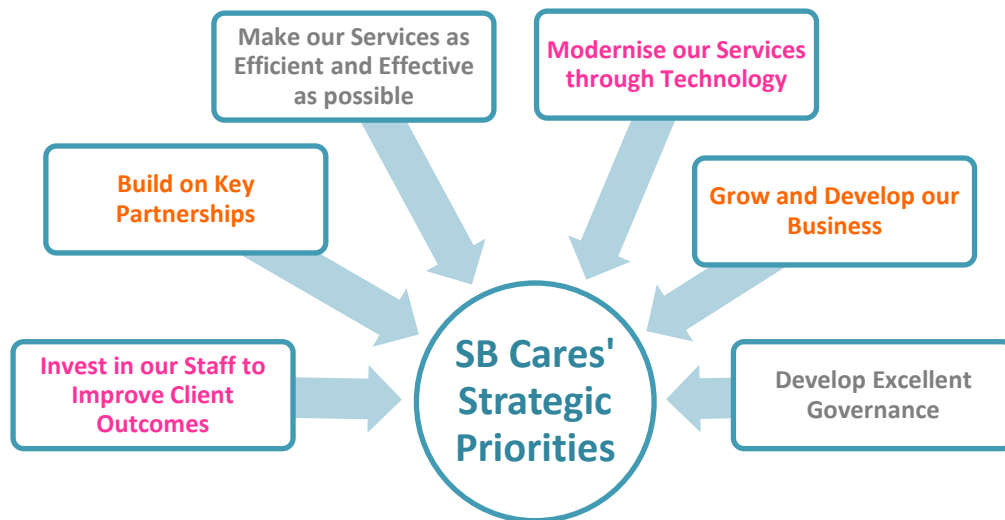 Make our Services as
Efficient and Effective
as possible
Modernise our Services
through Technology
Build on Key
Partnerships
Grow and Develop our
Business
Invest in our Staff to
Improve Client
Outcomes
SB Cares'
Strategic
Priorities
Develop Excellent
Governance